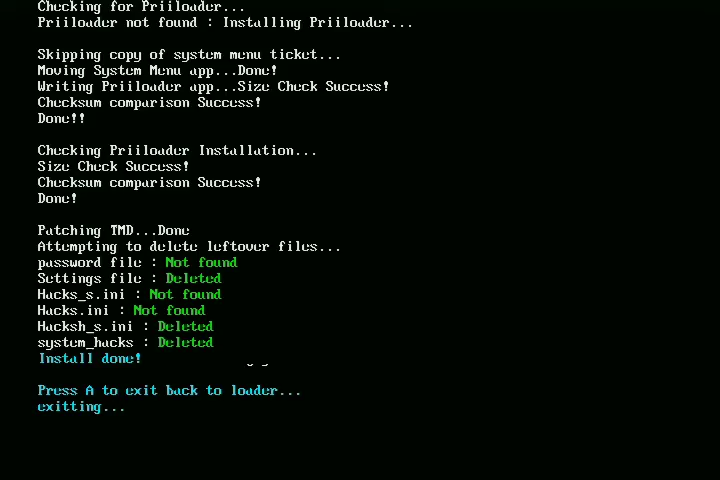 Checking for Priiloader...
Priiloader not found : Installing Priiloader...
Skipping copy of system menu ticket...
Moving System Menu app...Done!
Writing Priiloader app...Size Check Success!
Checksum comparison Success!
Done!!
Checking Priiloader Installation...
Size Check Success!
Checksum comparison Success!
Done!
Patching TMD...Done
Attempting to delete leftover files...
password file : Not found
Settings file : Deleted
Hacks_s.ini : Not found
Hacks.ini : Not found
Hacksh_s.ini : Deleted
system_hacks : Deleted
Install done!
Press A to exit back to loader...
exitting...